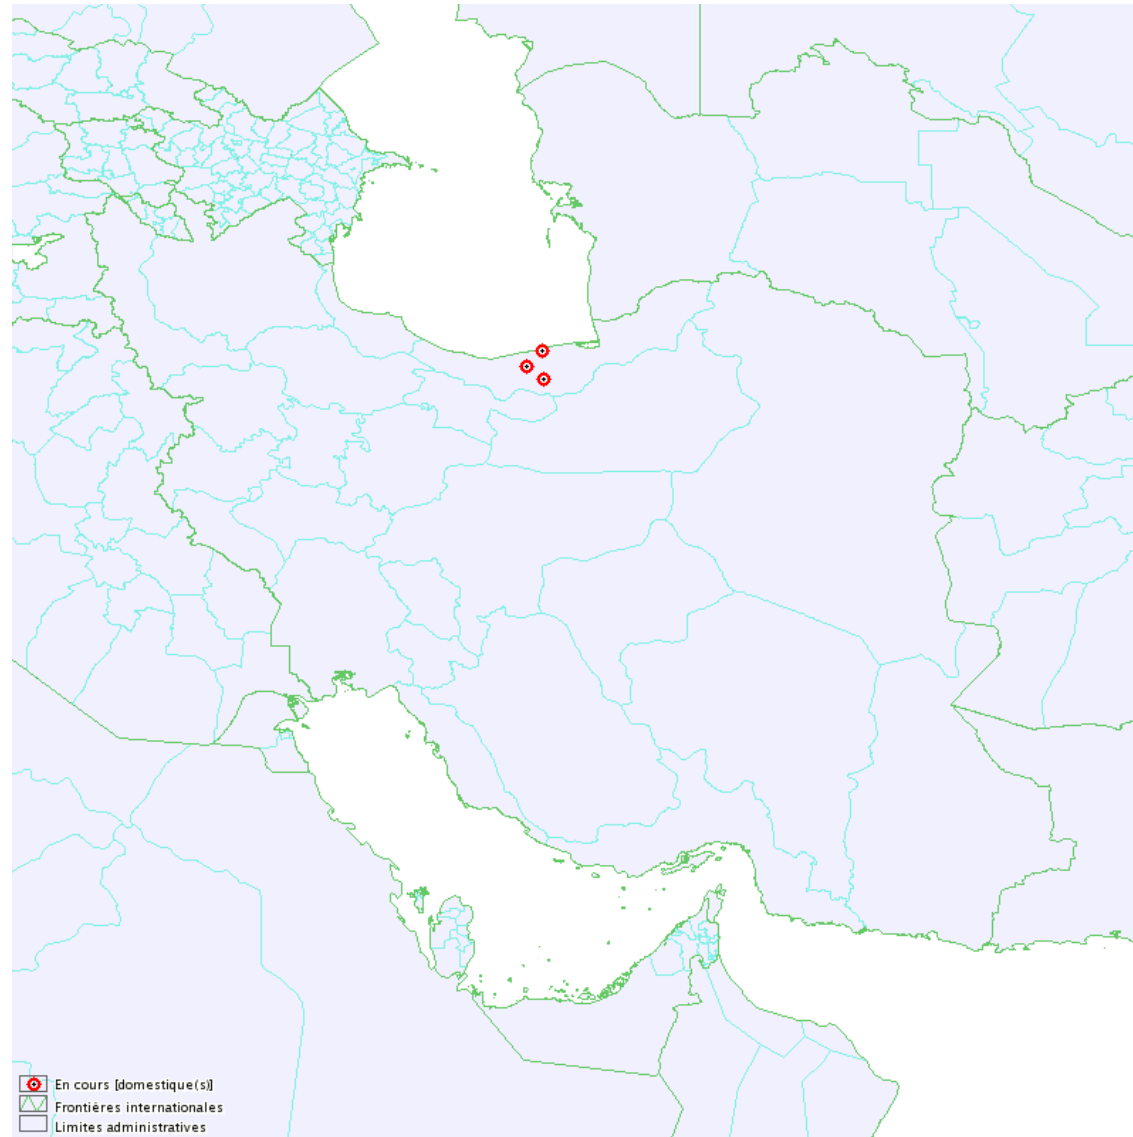 En cours [domestique(s)]
Frontières internationales
Limites administratives